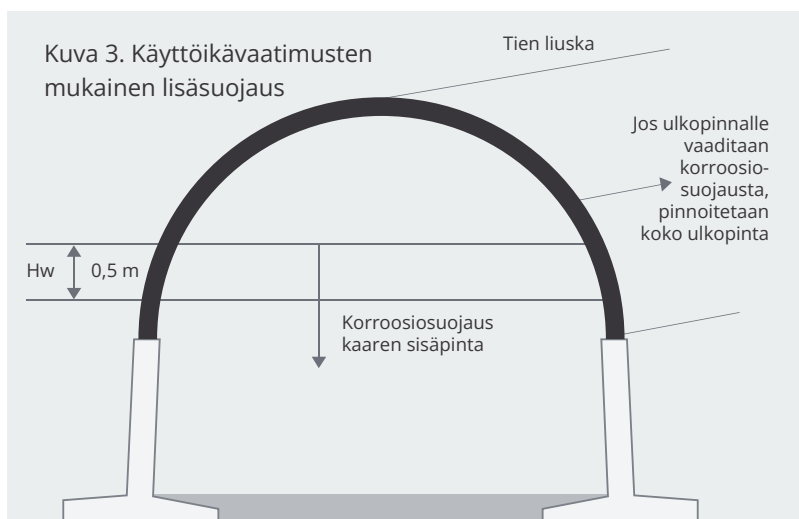 Kuva 3. Käyttöikävaatimusten
mukainen lisäsuojaus
Tien liuska
Jos ulkopinnalle
vaaditaan
korroosio-
suojausta,
pinnoitetaan
koko ulkopinta
Hw
0,5 m
Korroosiosuojaus
kaaren sisäpinta